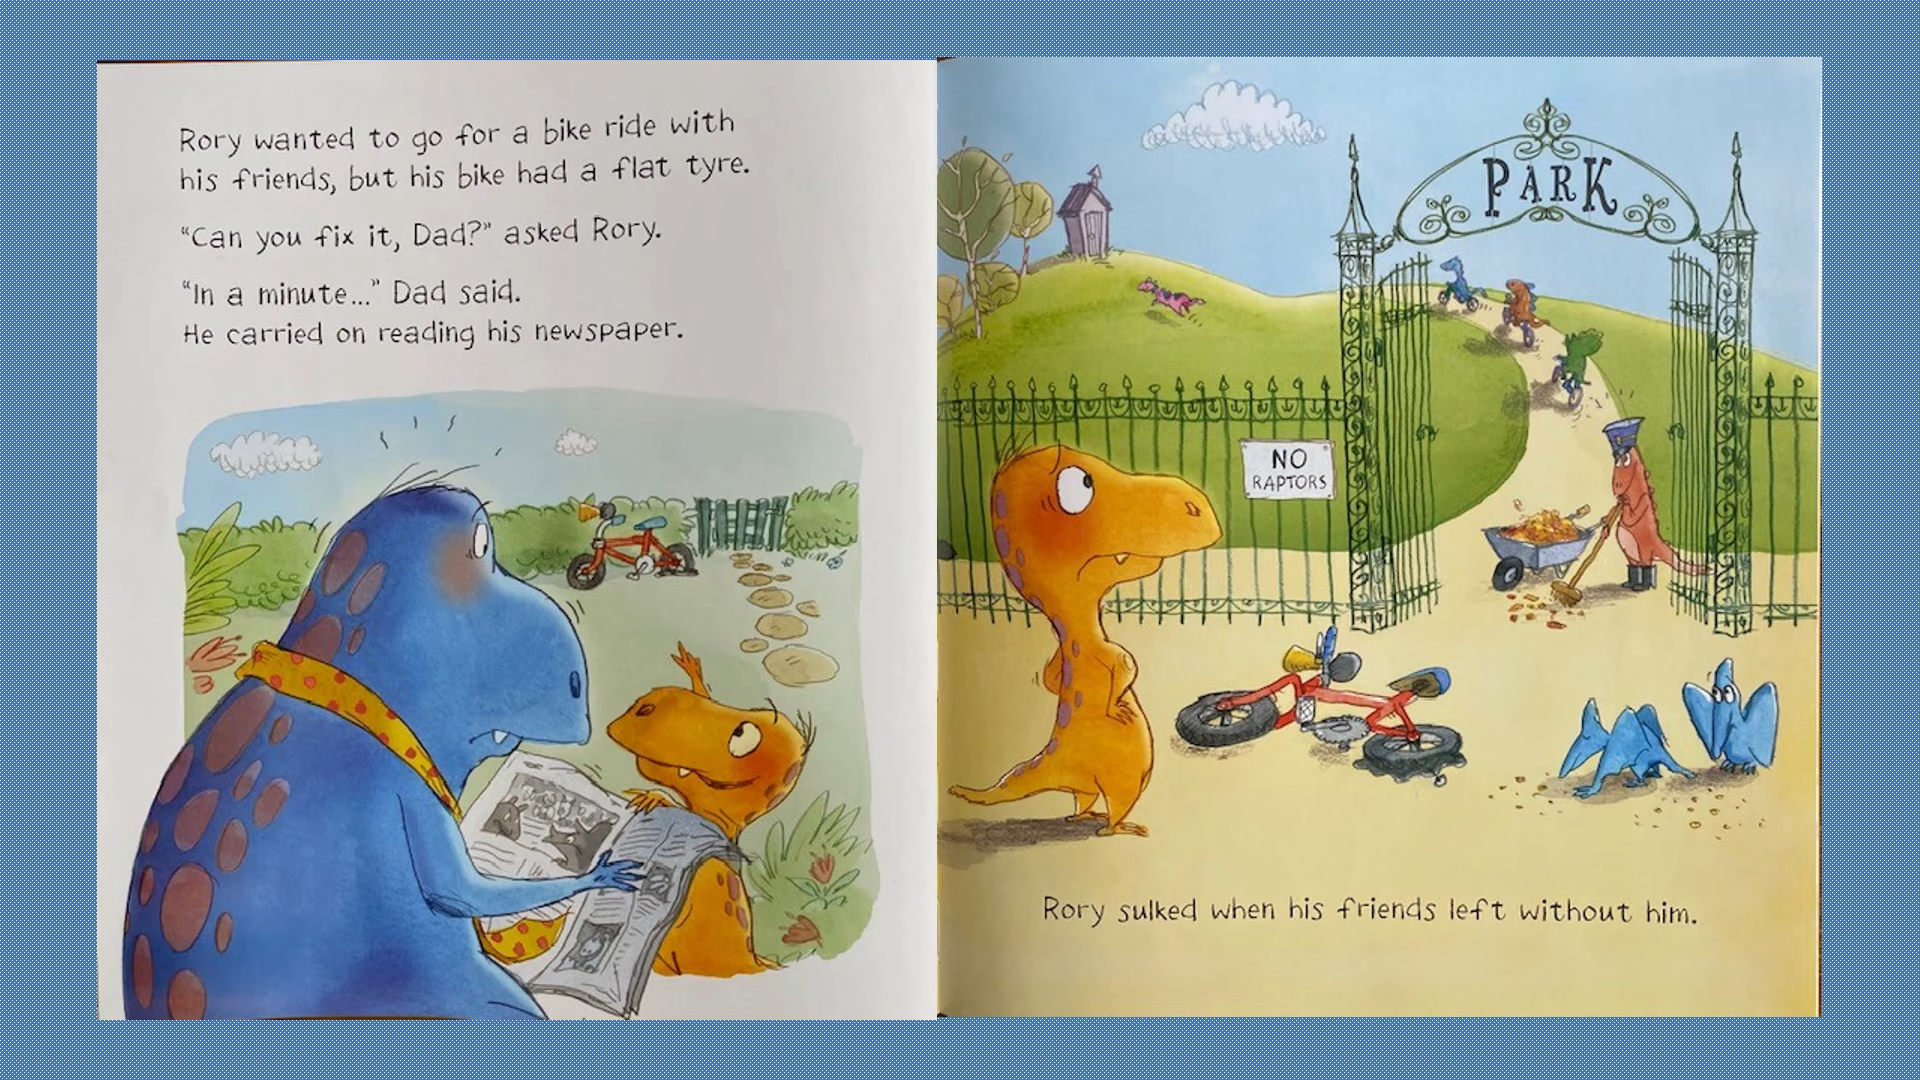 Rory wanted to go for a bike ride with
his friends, but his bike had a flat tyre.
“Can you fix it, Dad?” asked Rory.
“In a minute...” Dad said.
He carried on reading his newspaper.
PARK
NO
RAPTORS
Rory sulked when his friends left without him.